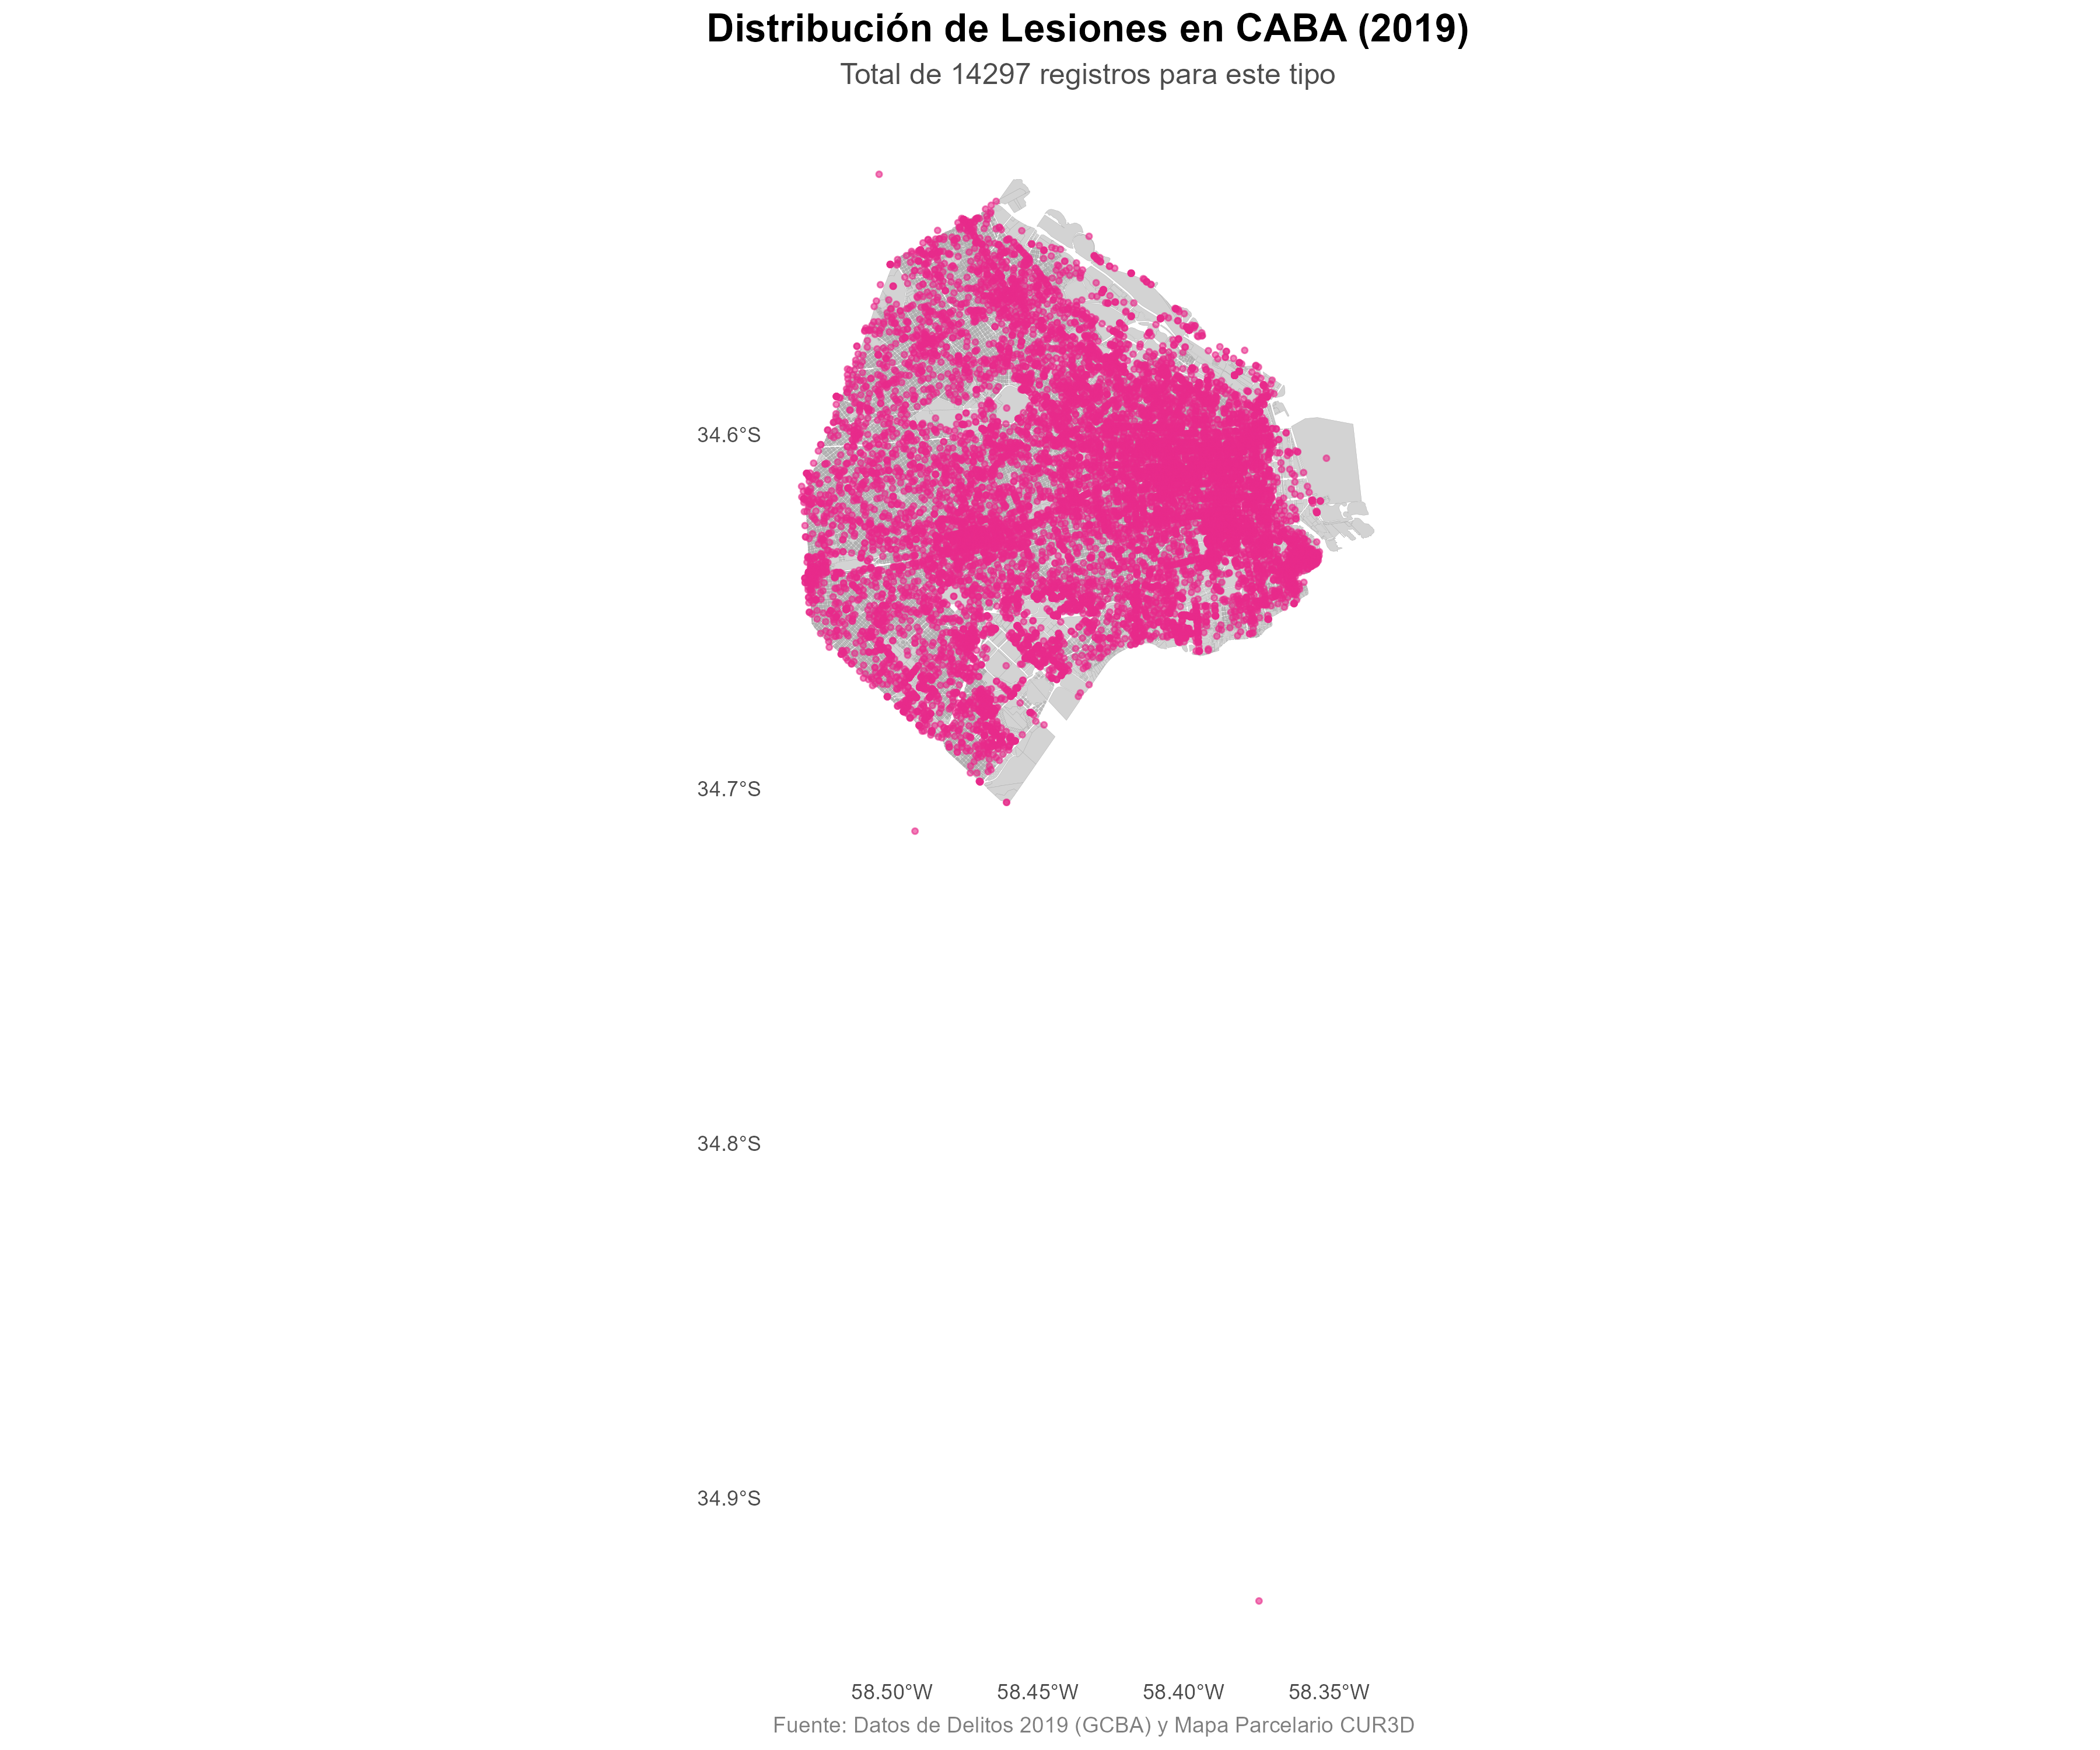 Distribución de Lesiones en CABA (2019)
Total de 14297 registros para este tipo
34.6°S
34.7°S
34.8°S
34.9°S
58.50°W 58.45°W 58.40°W 58.35°W
Fuente: Datos de Delitos 2019 (GCBA) y Mapa Parcelario CUR3D